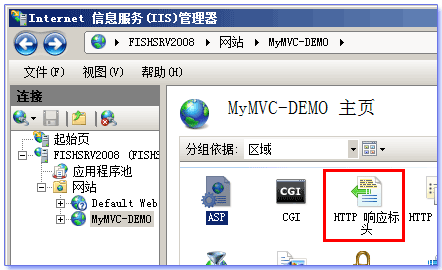 Internet 信息服务(IIS)管理器
FISHSRV2008 网站 MyMVC-DEMO
文件(F) 视图(V) 帮助(H)
连接
起始页
FISHSRV2008 (FISHS
应用程序池
网站
Default Web
MyMVC-DEMO
MyMVC-DEMO 主页
分组依据: 区域
ASP
CGI
HTTP 响应标
头
HTTP